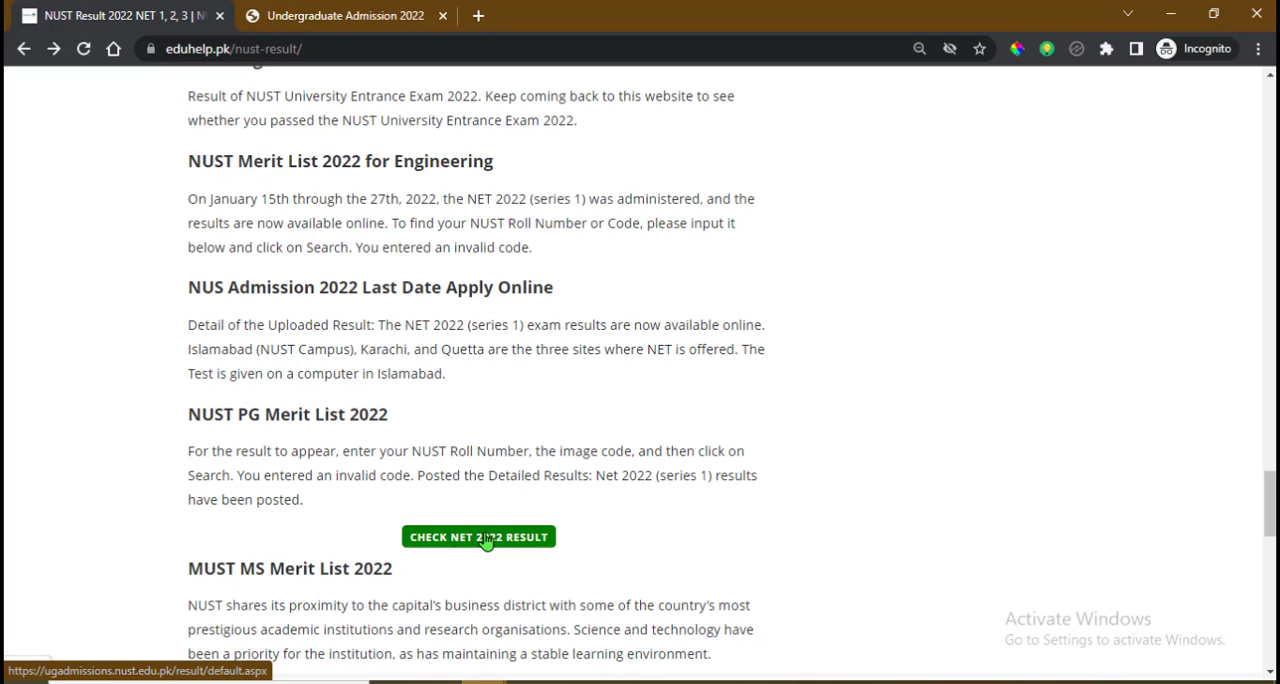 NUST Result 2022 NET 1, 2, 3 | N
Undergraduate Admission 2022
eduhelp.pk/nust-result/
Incognito
Result of NUST University Entrance Exam 2022. Keep coming back to this website to see
whether you passed the NUST University Entrance Exam 2022.
NUST Merit List 2022 for Engineering
On January 15th through the 27th, 2022, the NET 2022 (series 1) was administered, and the
results are now available online. To find your NUST Roll Number or Code, please input it
below and click on Search. You entered an invalid code.
NUS Admission 2022 Last Date Apply Online
Detail of the Uploaded Result: The NET 2022 (series 1) exam results are now available online.
Islamabad (NUST Campus), Karachi, and Quetta are the three sites where NET is offered. The
Test is given on a computer in Islamabad.
NUST PG Merit List 2022
For the result to appear, enter your NUST Roll Number, the image code, and then click on
Search. You entered an invalid code. Posted the Detailed Results: Net 2022 (series 1) results
have been posted.
CHECK NET 2022 RESULT
MUST MS Merit List 2022
NUST shares its proximity to the capital's business district with some of the country's most
prestigious academic institutions and research organisations. Science and technology have
been a priority for the institution, as has maintaining a stable learning environment.
Activate Windows
Go to Settings to activate Windows.
https://ugadmissions.nust.edu.pk/result/default.aspx